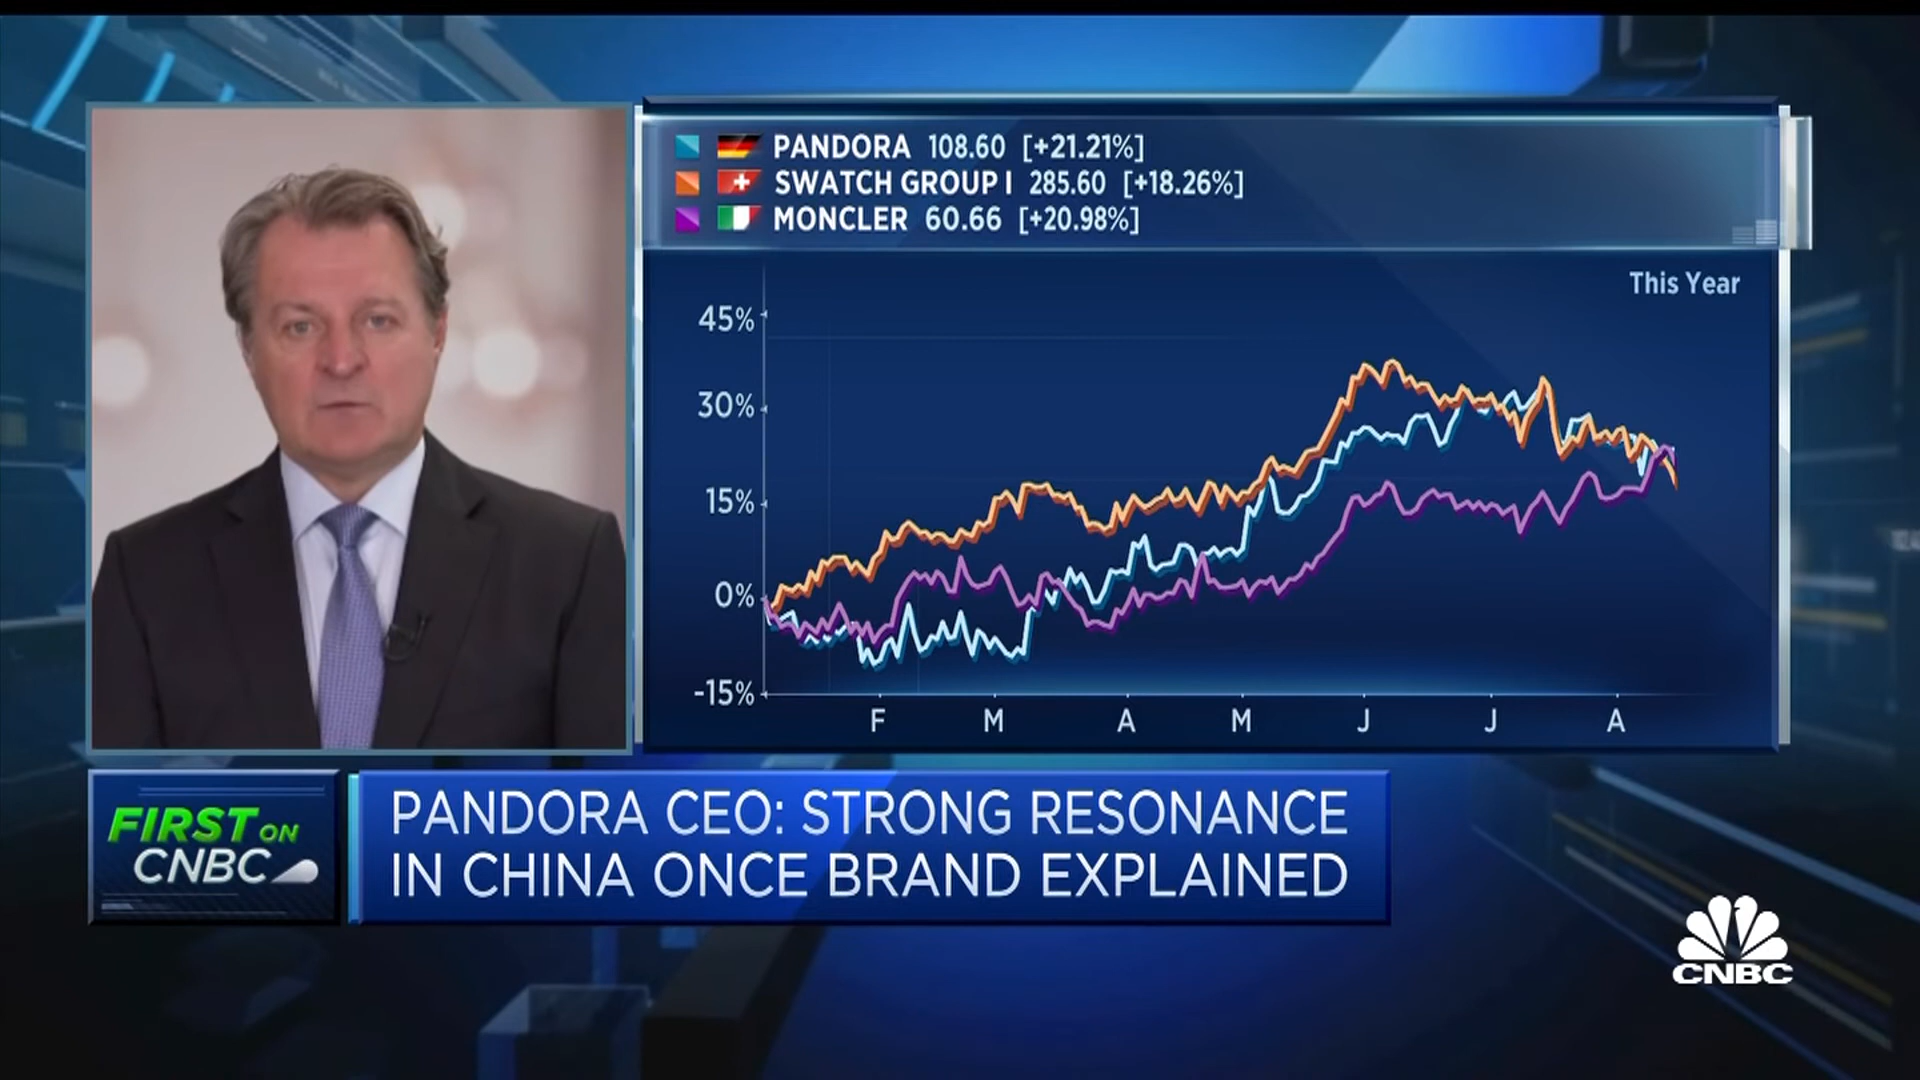 PANDORA 108.60 [+21.21%]
SWATCH GROUP I 285.60 [+18.26%]
MONCLER 60.66 [+20.98%]
This Year
45%
30%
15%
0%
-15%
F M A M J J A
FIRST ON
CNBC
PANDORA CEO: STRONG RESONANCE
IN CHINA ONCE BRAND EXPLAINED
CNBC